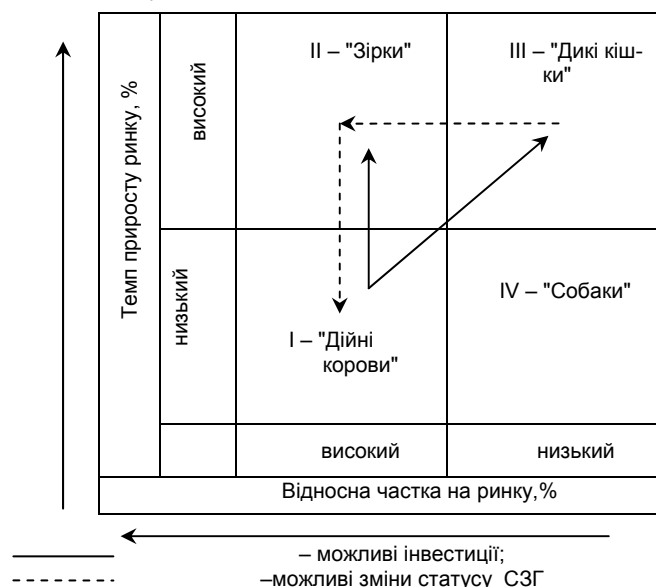 II – "Зірки"
III – "Дикі кіш-
ки"
Темп приросту ринку, %
високий
низький
I – "Дійні
корови"
IV – "Собаки"
високий
низький
Відносна частка на ринку,%
– можливі інвестиції;
–можливі зміни статусу СЗГ